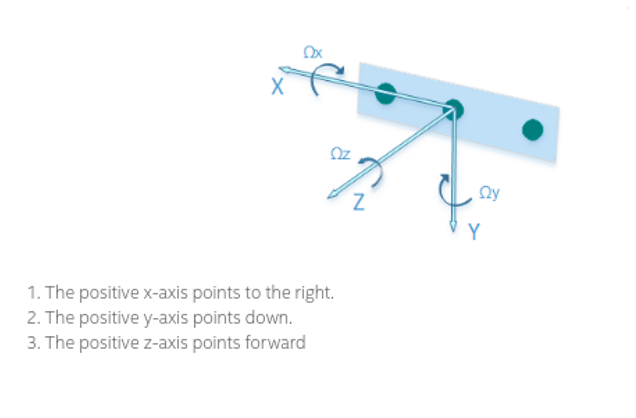 Ωx
X
Ωz
Z
Ωy
Y
1. The positive x-axis points to the right.
2. The positive y-axis points down.
3. The positive z-axis points forward